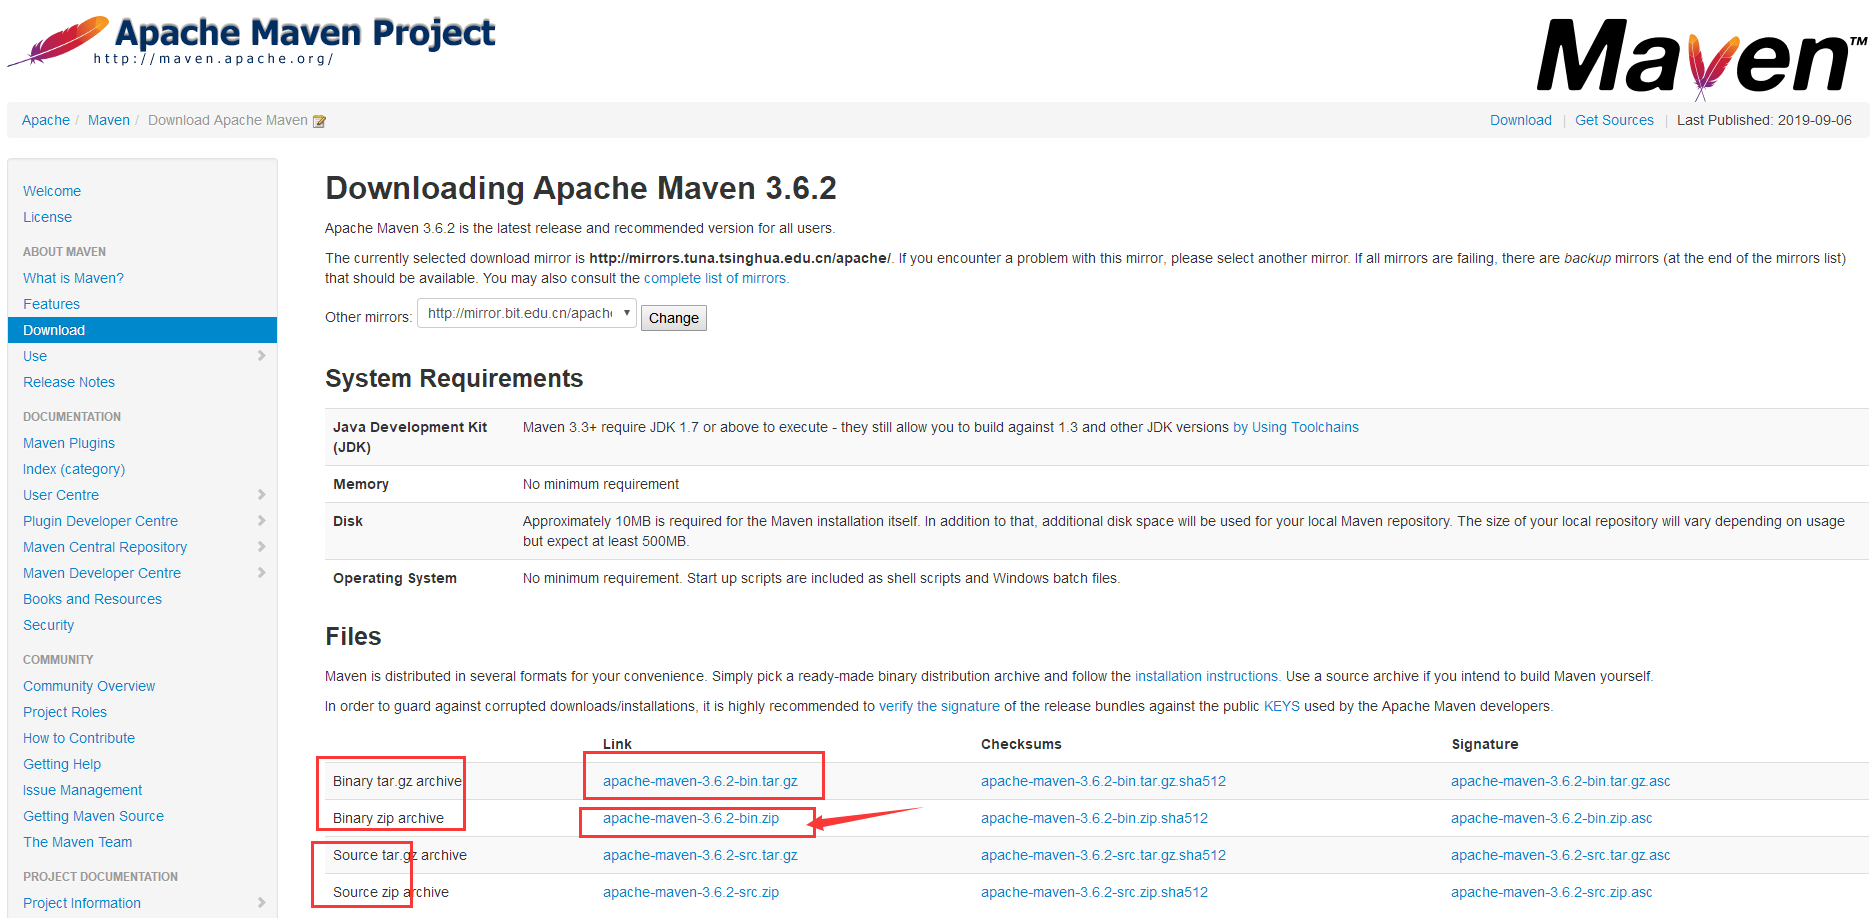 Apache Maven Project
http://maven.apache.org/
Maven™
Apache / Maven / Download Apache Maven
Download | Get Sources | Last Published: 2019-09-06
Welcome
License
ABOUT MAVEN
What is Maven?
Features
Download
Use
Release Notes
DOCUMENTATION
Maven Plugins
Index (category)
User Centre
Plugin Developer Centre
Maven Central Repository
Maven Developer Centre
Books and Resources
Security
COMMUNITY
Community Overview
Project Roles
How to Contribute
Getting Help
Issue Management
Getting Maven Source
The Maven Team
PROJECT DOCUMENTATION
Project Information
Downloading Apache Maven 3.6.2
Apache Maven 3.6.2 is the latest release and recommended version for all users.
The currently selected download mirror is http://mirrors.tuna.tsinghua.edu.cn/apache/. If you encounter a problem with this mirror, please select another mirror. If all mirrors are failing, there are backup mirrors (at the end of the mirrors list)
that should be available. You may also consult the complete list of mirrors.
Other mirrors: http://mirror.bit.edu.cn/apache Change
System Requirements
Java Development Kit
(JDK)
Maven 3.3+ require JDK 1.7 or above to execute - they still allow you to build against 1.3 and other JDK versions by Using Toolchains
Memory No minimum requirement
Disk Approximately 10MB is required for the Maven installation itself. In addition to that, additional disk space will be used for your local Maven repository. The size of your local repository will vary depending on usage
but expect at least 500MB.
Operating System No minimum requirement. Start up scripts are included as shell scripts and Windows batch files.
Files
Maven is distributed in several formats for your convenience. Simply pick a ready-made binary distribution archive and follow the installation instructions. Use a source archive if you intend to build Maven yourself.
In order to guard against corrupted downloads/installations, it is highly recommended to verify the signature of the release bundles against the public KEYS used by the Apache Maven developers.
Link Checksums Signature
Binary tar.gz archive apache-maven-3.6.2-bin.tar.gz apache-maven-3.6.2-bin.tar.gz.sha512 apache-maven-3.6.2-bin.tar.gz.asc
Binary zip archive apache-maven-3.6.2-bin.zip apache-maven-3.6.2-bin.zip.sha512 apache-maven-3.6.2-bin.zip.asc
Source tar.gz archive apache-maven-3.6.2-src.tar.gz apache-maven-3.6.2-src.tar.gz.sha512 apache-maven-3.6.2-src.tar.gz.asc
Source zip archive apache-maven-3.6.2-src.zip apache-maven-3.6.2-src.zip.sha512 apache-maven-3.6.2-src.zip.asc